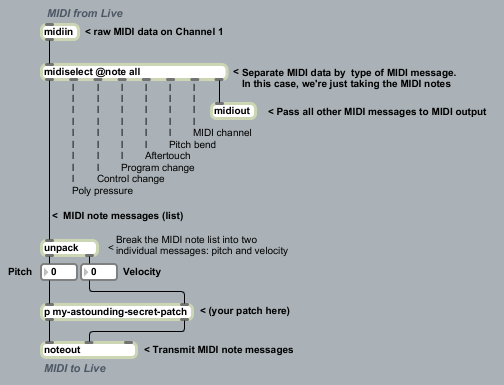 MIDI from Live
midiin < raw MIDI data on Channel 1
midiselect @note all < Separate MIDI data by type of MIDI message.
In this case, we're just taking the MIDI notes
midiout < Pass all other MIDI messages to MIDI output
MIDI channel
Pitch bend
Aftertouch
Program change
Control change
Poly pressure
< MIDI note messages (list)
unpack < Break the MIDI note list into two
individual messages: pitch and velocity
Pitch 0 0 Velocity
p my-astounding-secret-patch < (your patch here)
noteout < Transmit MIDI note messages
MIDI to Live